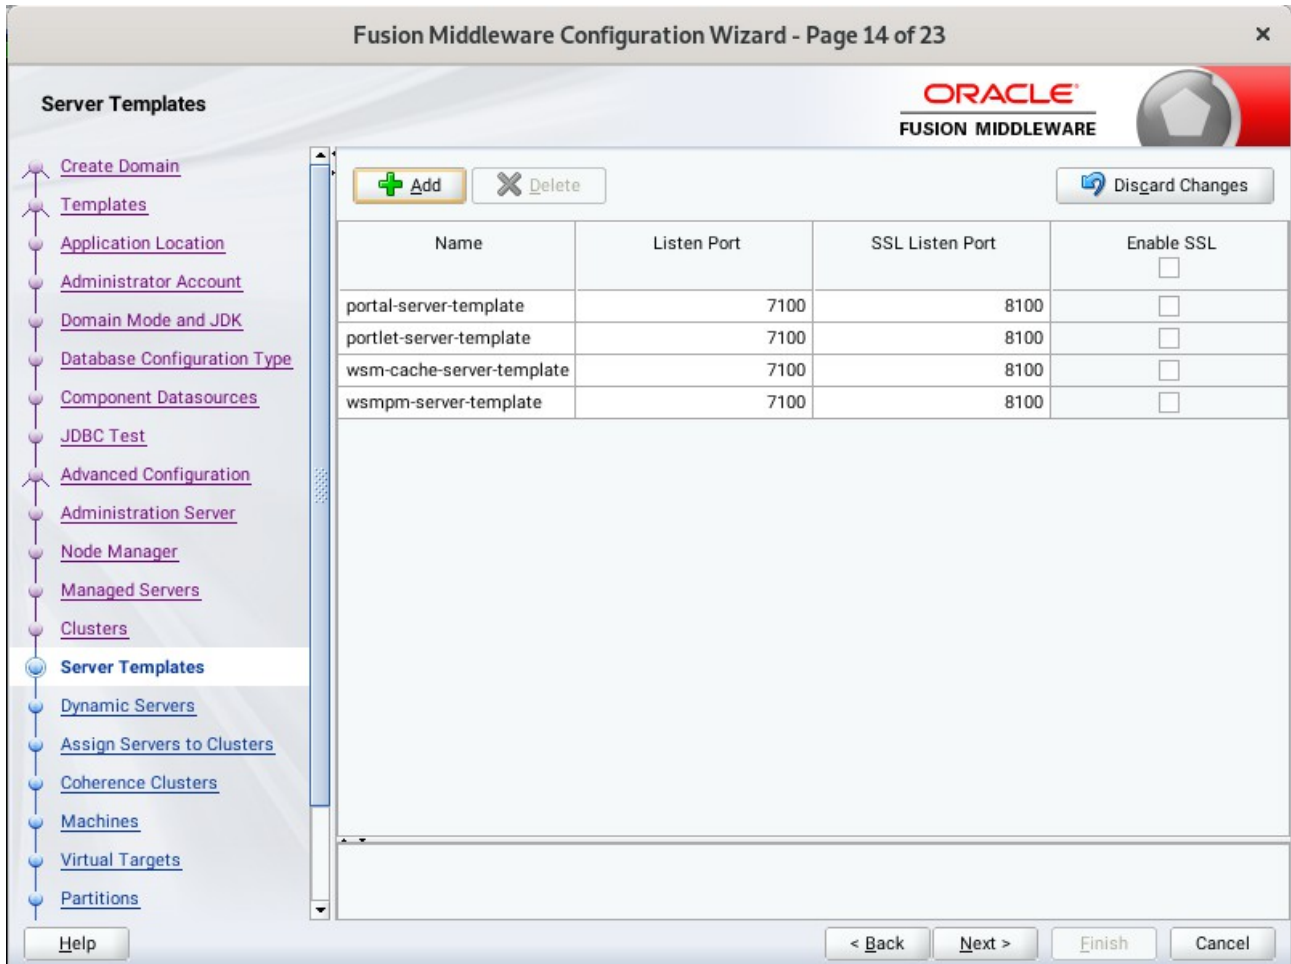 Fusion Middleware Configuration Wizard - Page 14 of 23
Server Templates
ORACLE
FUSION MIDDLEWARE
Create Domain
Templates
Application Location
Administrator Account
Domain Mode and JDK
Database Configuration Type
Component Datasources
JDBC Test
Advanced Configuration
Administration Server
Node Manager
Managed Servers
Clusters
Server Templates
Dynamic Servers
Assign Servers to Clusters
Coherence Clusters
Machines
Virtual Targets
Partitions
Add Delete Discard Changes
Name Listen Port SSL Listen Port Enable SSL
portal-server-template 7100 8100
portlet-server-template 7100 8100
wsm-cache-server-template 7100 8100
wsmpm-server-template 7100 8100
Help < Back Next > Finish Cancel